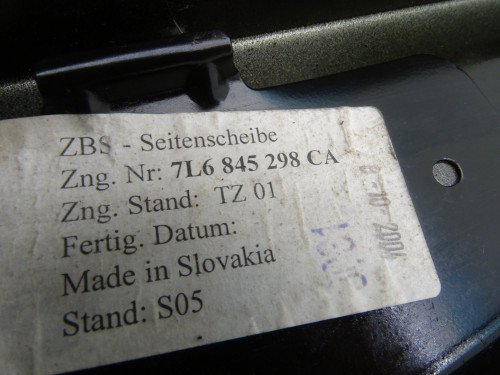 ZBS - Seitenscheibe
Zng. Nr: 7L6 845 298 CA
Zng. Stand: TZ 01
Fertig. Datum:
Made in Slovakia
Stand: S05